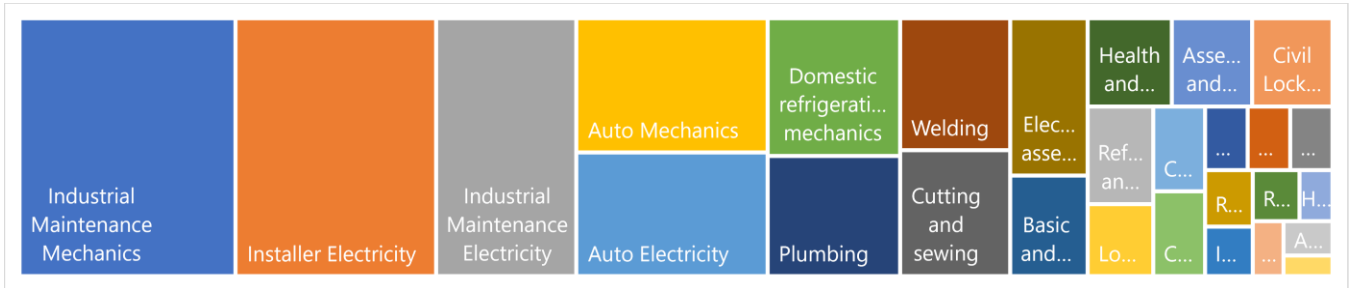 Industrial
Maintenance
Mechanics
Installer Electricity
Industrial
Maintenance
Electricity
Auto Mechanics
Auto Electricity
Domestic
refrigerati...
mechanics
Plumbing
Welding
Cutting
and
sewing
Elec...
asse...
Basic
and...
Health
and...
Asse...
and...
Civil
Lock...
Ref...
an...
Lo...
C...
C...
...
...
...
R...
R...
H...
I...
...
A...